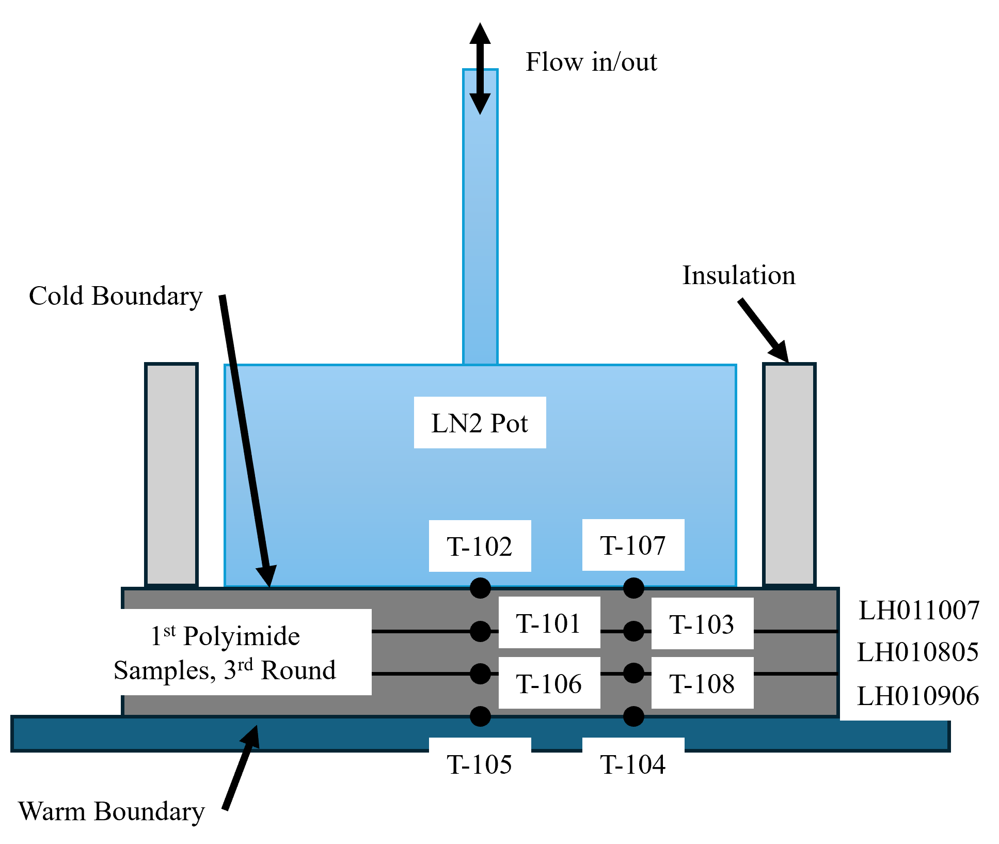 Flow in/out
Insulation
Cold Boundary
LN2 Pot
T-102
T-107
T-101
T-103
LH011007
1st Polyimide
Samples, 3rd Round
LH010805
T-106
T-108
LH010906
T-105
T-104
Warm Boundary